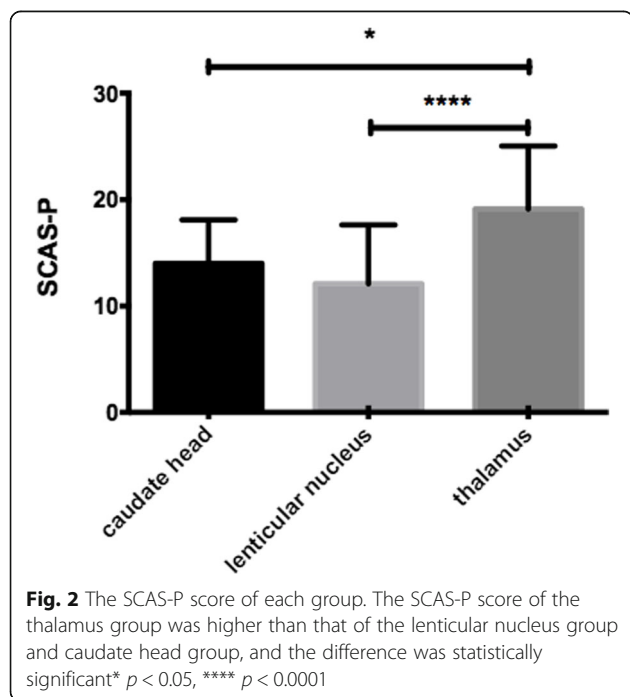 *
****
30
20
10
0
SCAS-P
caudate head
lenticular nucleus
thalamus
Fig. 2 The SCAS-P score of each group. The SCAS-P score of the
thalamus group was higher than that of the lenticular nucleus group
and caudate head group, and the difference was statistically
significant* p < 0.05, **** p < 0.0001